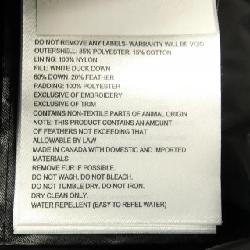 DO NOT REMOVE ANY LABELS- WARRANTY WILL BE VOID
OUTERSHELL: 85% POLYESTER, 15% COTTON
LINING: 100% NYLON
FILL: WHITE DUCK DOWN
80% DOWN 20% FEATHER
PADDING: 100% POLYESTER
EXCLUSIVE OF EMBROIDERY
EXCLUSIVE OF TRIM
CONTAINS NON-TEXTILE PARTS OF ANIMAL ORIGIN
NOTE: THIS PRODUCT CONTAINS AN AMOUNT
OF FEATHERS NOT EXCEEDING THAT
ALLOWABLE BY LAW
MADE IN CANADA WITH DOMESTIC AND IMPORTED
MATERIALS
REMOVE FUR IF POSSIBLE.
DO NOT WASH. DO NOT BLEACH.
DO NOT TUMBLE DRY. DO NOT IRON.
DRY CLEAN ONLY.
WATER REPELLENT (EASY TO REFEL WATER)